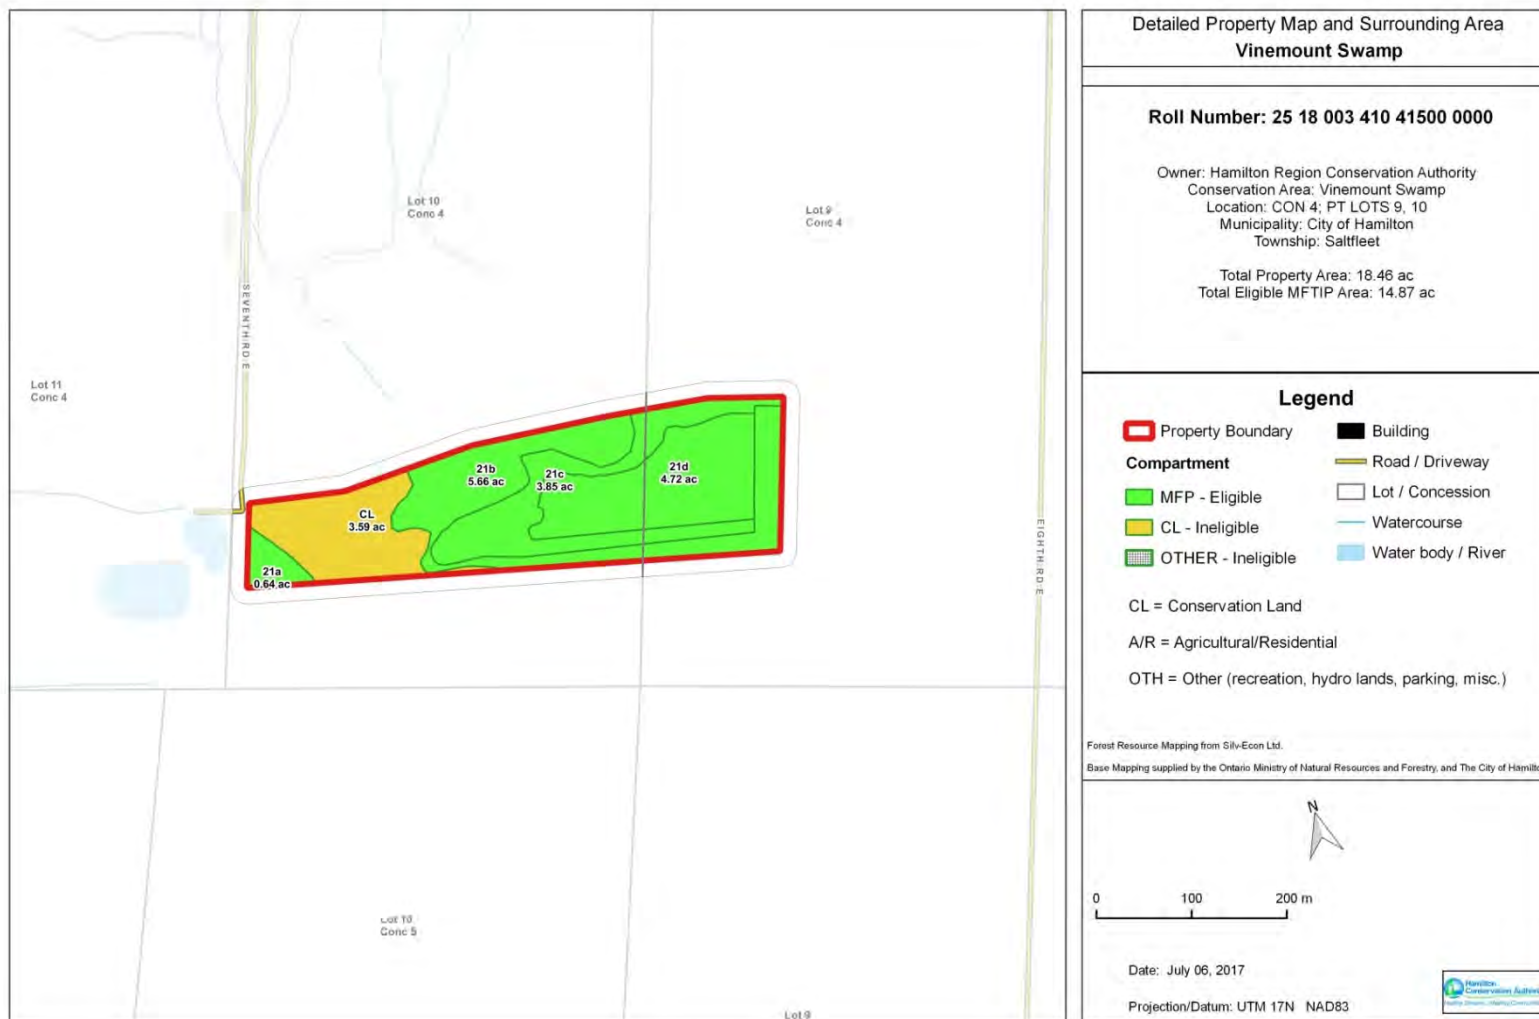 Detailed Property Map and Surrounding Area
Vinemount Swamp
Roll Number: 25 18 003 410 41500 0000
Owner: Hamilton Region Conservation Authority
Conservation Area: Vinemount Swamp
Location: CON 4; PT LOTS 9, 10
Municipality: City of Hamilton
Township: Saltfleet
Total Property Area: 18.46 ac
Total Eligible MFTIP Area: 14.87 ac
Legend
Property Boundary
Building
Compartment
Road / Driveway
MFP - Eligible
Lot / Concession
CL - Ineligible
Watercourse
OTHER - Ineligible
Water body / River
CL = Conservation Land
A/R = Agricultural/Residential
OTH = Other (recreation, hydro lands, parking, misc.)
Forest Resource Mapping from Silv-Econ Ltd.
Base Mapping supplied by the Ontario Ministry of Natural Resources and Forestry, and The City of Hamilto
N
0 100 200 m
Date: July 06, 2017
Projection/Datum: UTM 17N NAD83
Hamilton
Conservation
Lot 10
Conc 4
Lot 9
Conc 4
SEVENTH RD E
Lot 11
Conc 4
21b
5.66 ac
21c
3.85 ac
21d
4.72 ac
CL
3.59 ac
21a
0.64 ac
EIGHTH RD E
Lot 10
Conc 5
Lot 9